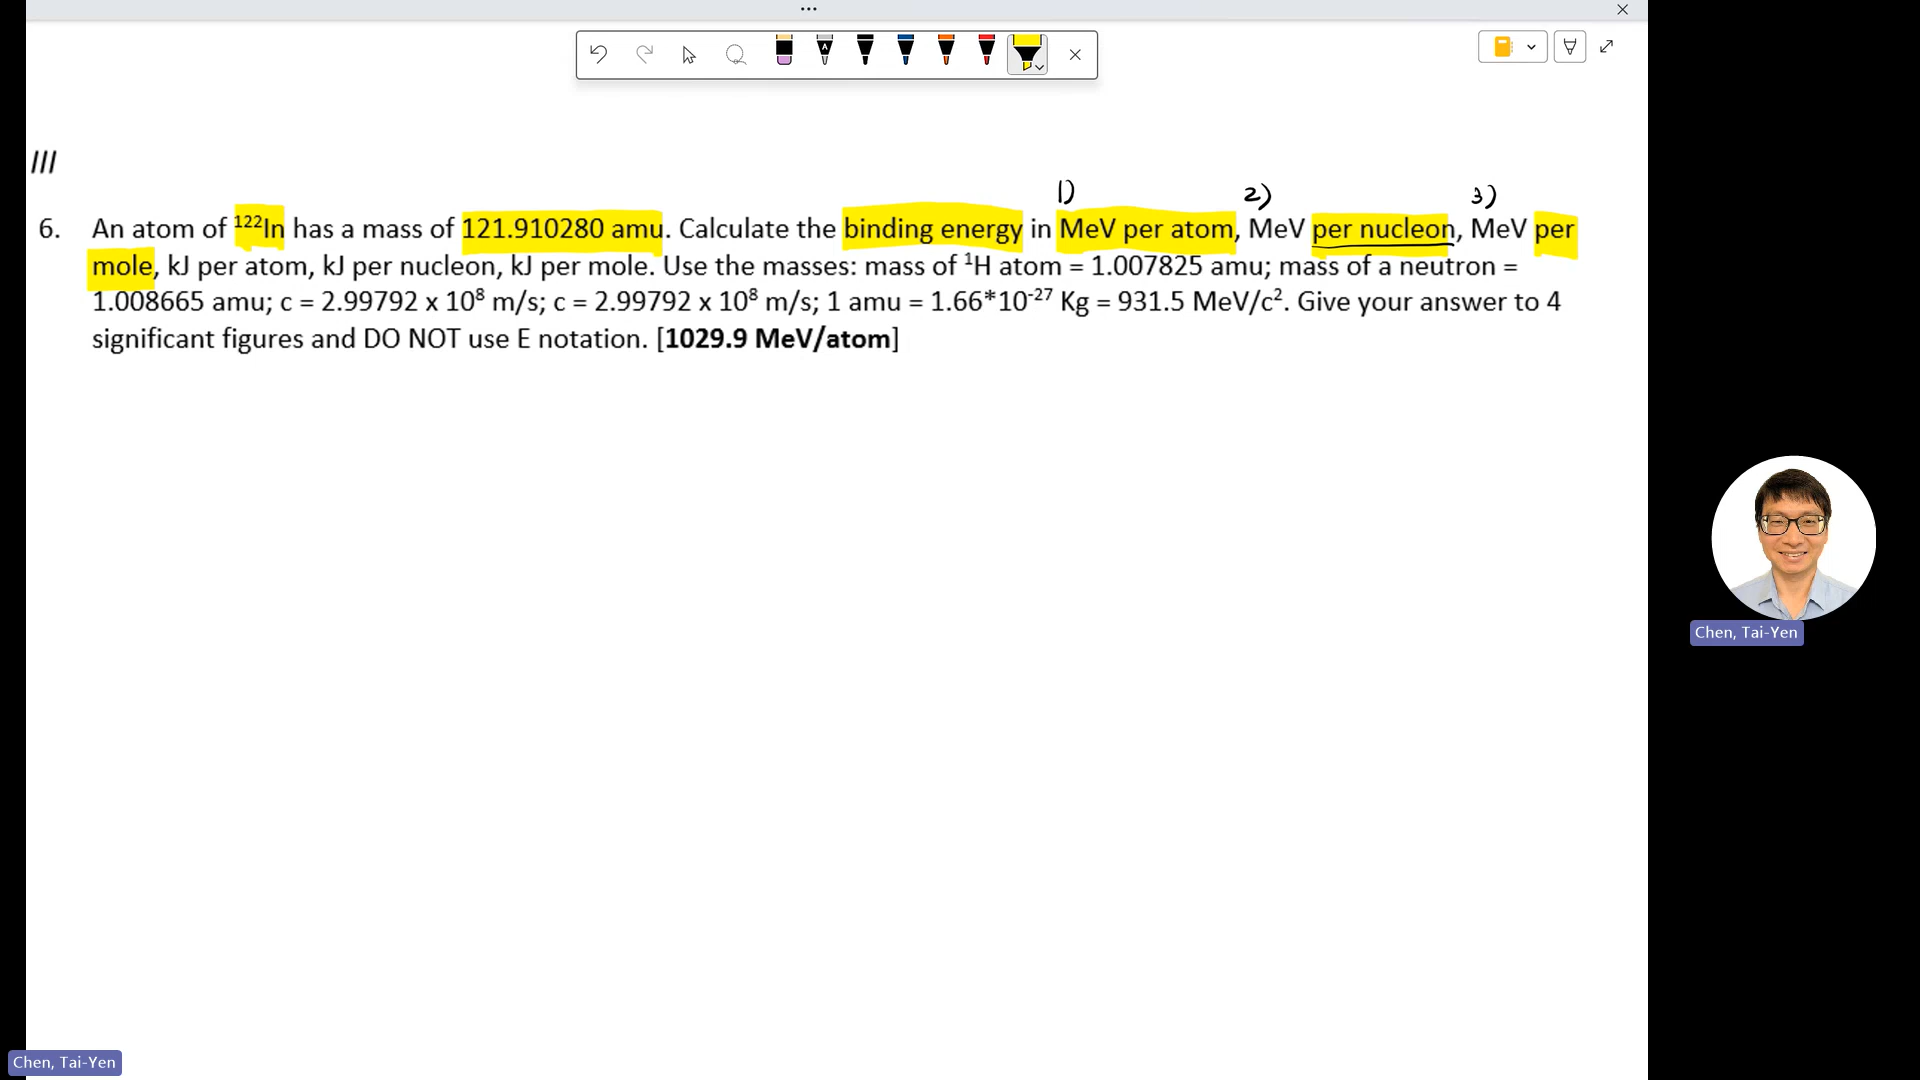 ///
1) 2) 3)
6. An atom of ¹²²In has a mass of 121.910280 amu. Calculate the binding energy in MeV per atom, MeV per nucleon, MeV per
mole, kJ per atom, kJ per nucleon, kJ per mole. Use the masses: mass of ¹H atom = 1.007825 amu; mass of a neutron =
1.008665 amu; c = 2.99792 x 10⁸ m/s; c = 2.99792 x 10⁸ m/s; 1 amu = 1.66*10⁻²⁷ Kg = 931.5 MeV/c². Give your answer to 4
significant figures and DO NOT use E notation. [1029.9 MeV/atom]
Chen, Tai-Yen
Chen, Tai-Yen